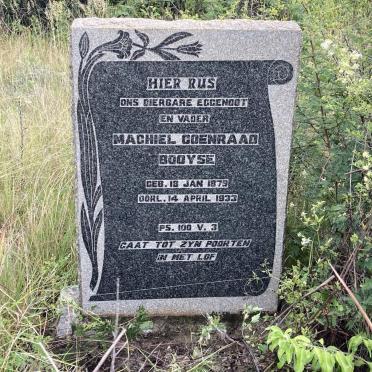 HIER RUS
ONS DIERBARE EGGENOOT
EN VADER
MACHIEL COENRAAD
BOOYSE
GEB. 18 JAN 1879
OORL. 14 APRIL 1933
PS. 100 V. 3
GAAT TOT ZYN POORTEN
IN MET LOF